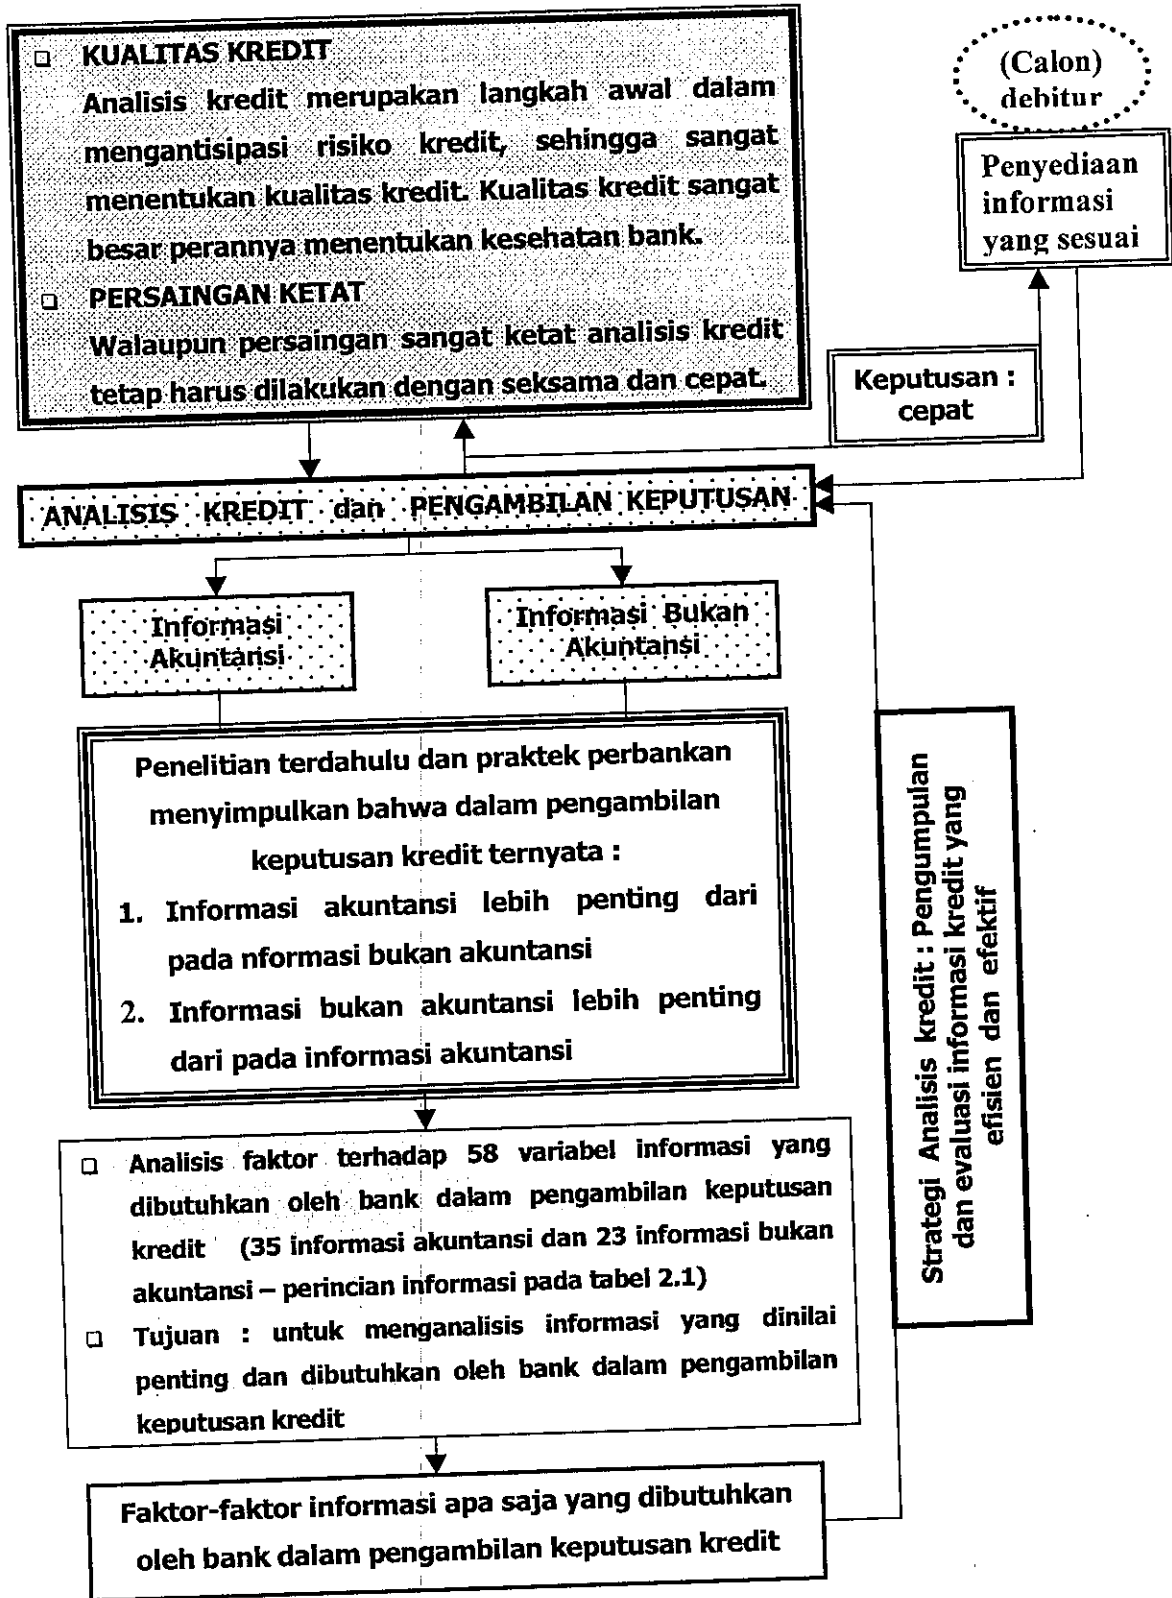 ❑ KUALITAS KREDIT
Analisis kredit merupakan langkah awal dalam
mengantisipasi risiko kredit, sehingga sangat
menentukan kualitas kredit. Kualitas kredit sangat
besar perannya menentukan kesehatan bank.
❑ PERSAINGAN KETAT
Walaupun persaingan sangat ketat analisis kredit
tetap harus dilakukan dengan seksama dan cepat.
(Calon)
debitur
Penyediaan
informasi
yang sesuai
Keputusan :
cepat
ANALISIS KREDIT dan PENGAMBILAN KEPUTUSAN
Informasi
Akuntansi
Informasi Bukan
Akuntansi
Penelitian terdahulu dan praktek perbankan
menyimpulkan bahwa dalam pengambilan
keputusan kredit ternyata :
1. Informasi akuntansi lebih penting dari
pada nformasi bukan akuntansi
2. Informasi bukan akuntansi lebih penting
dari pada informasi akuntansi
Strategi Analisis kredit : Pengumpulan
dan evaluasi informasi kredit yang
efisien dan efektif
❑ Analisis faktor terhadap 58 variabel informasi yang
dibutuhkan oleh bank dalam pengambilan keputusan
kredit (35 informasi akuntansi dan 23 informasi bukan
akuntansi – perincian informasi pada tabel 2.1)
❑ Tujuan : untuk menganalisis informasi yang dinilai
penting dan dibutuhkan oleh bank dalam pengambilan
keputusan kredit
Faktor-faktor informasi apa saja yang dibutuhkan
oleh bank dalam pengambilan keputusan kredit